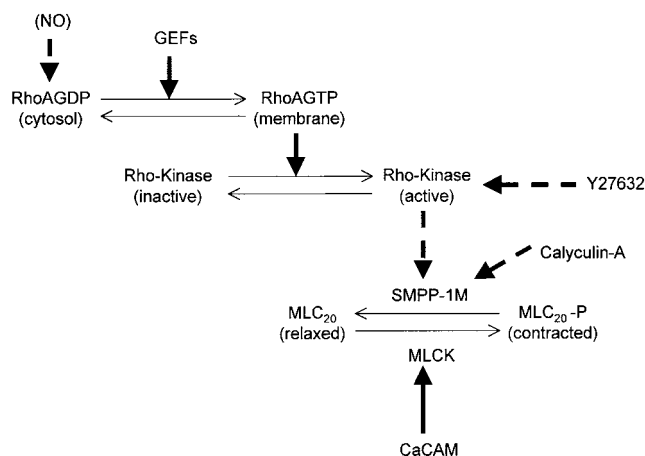 (NO)
GEFs
RhoAGDP
(cytosol)
RhoAGTP
(membrane)
Rho-Kinase
(inactive)
Rho-Kinase
(active)
Y27632
Calyculin-A
SMPP-1M
MLC20
(relaxed)
MLC20-P
(contracted)
MLCK
CaCAM